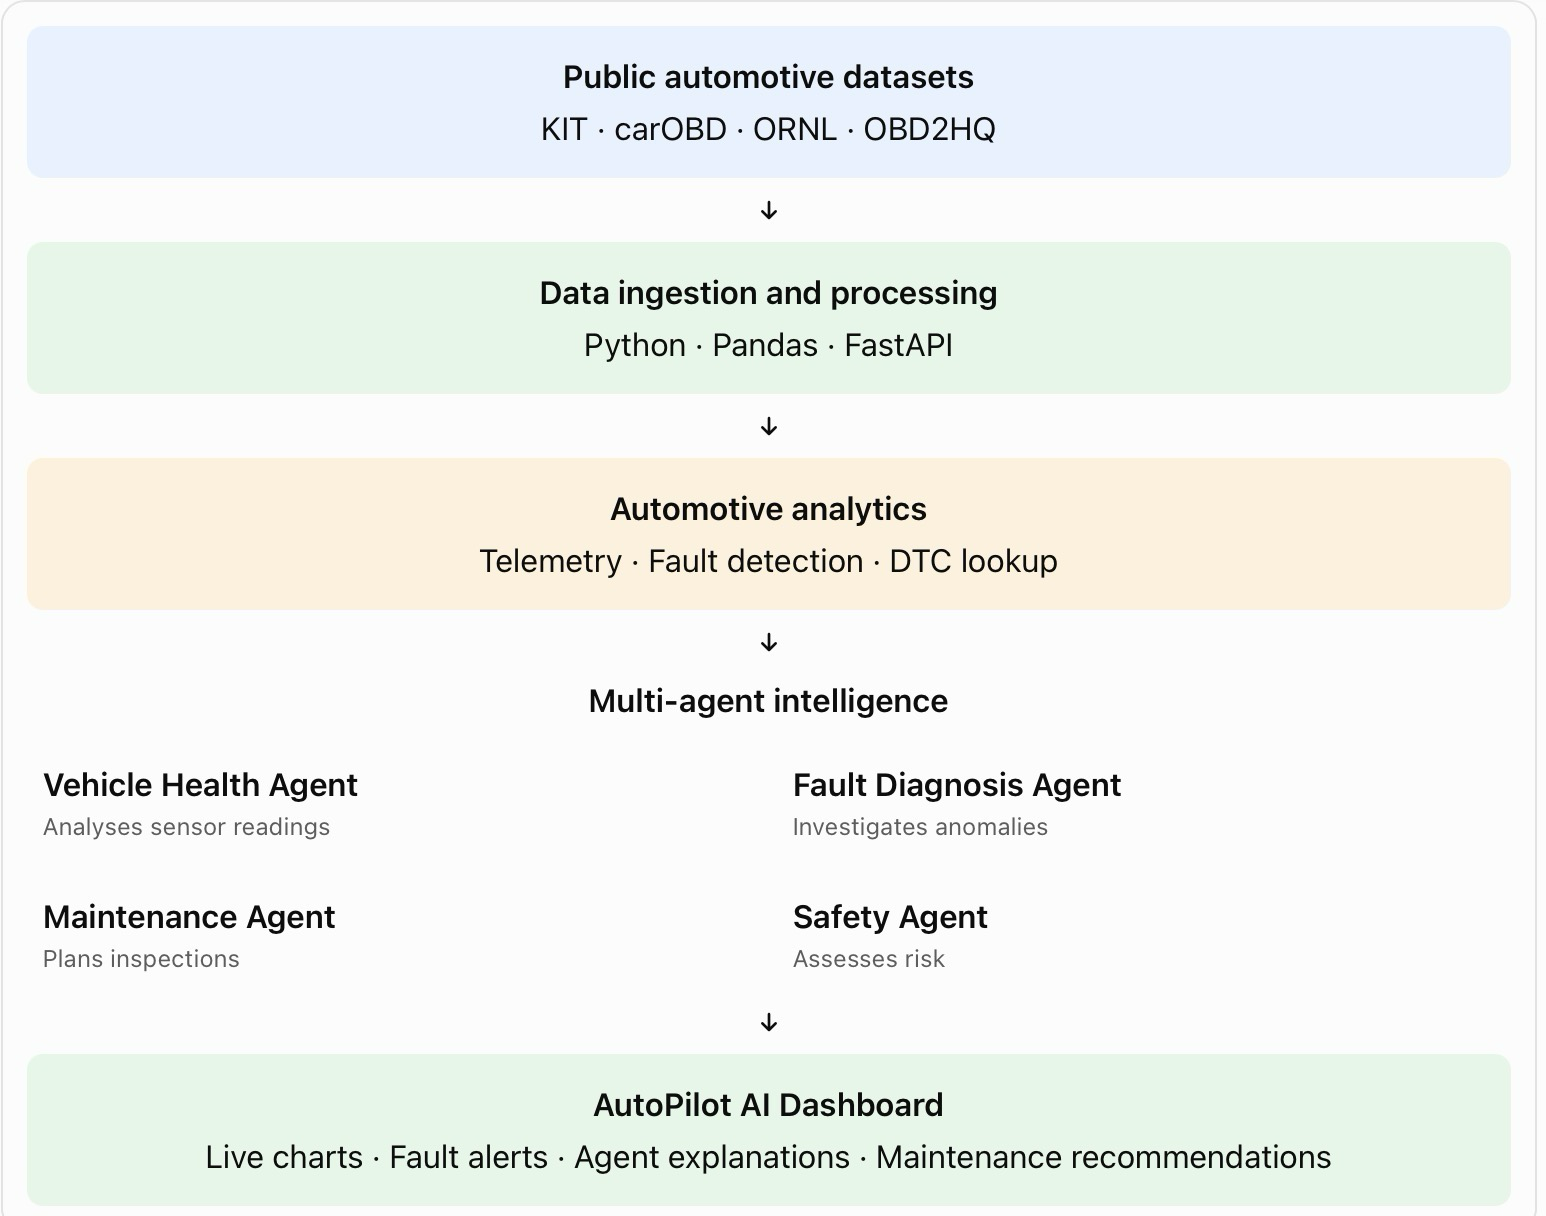 Public automotive datasets
KIT · carOBD · ORNL · OBD2HQ
↓
Data ingestion and processing
Python · Pandas · FastAPI
↓
Automotive analytics
Telemetry · Fault detection · DTC lookup
↓
Multi-agent intelligence
Vehicle Health Agent
Analyses sensor readings
Fault Diagnosis Agent
Investigates anomalies
Maintenance Agent
Plans inspections
Safety Agent
Assesses risk
↓
AutoPilot AI Dashboard
Live charts · Fault alerts · Agent explanations · Maintenance recommendations